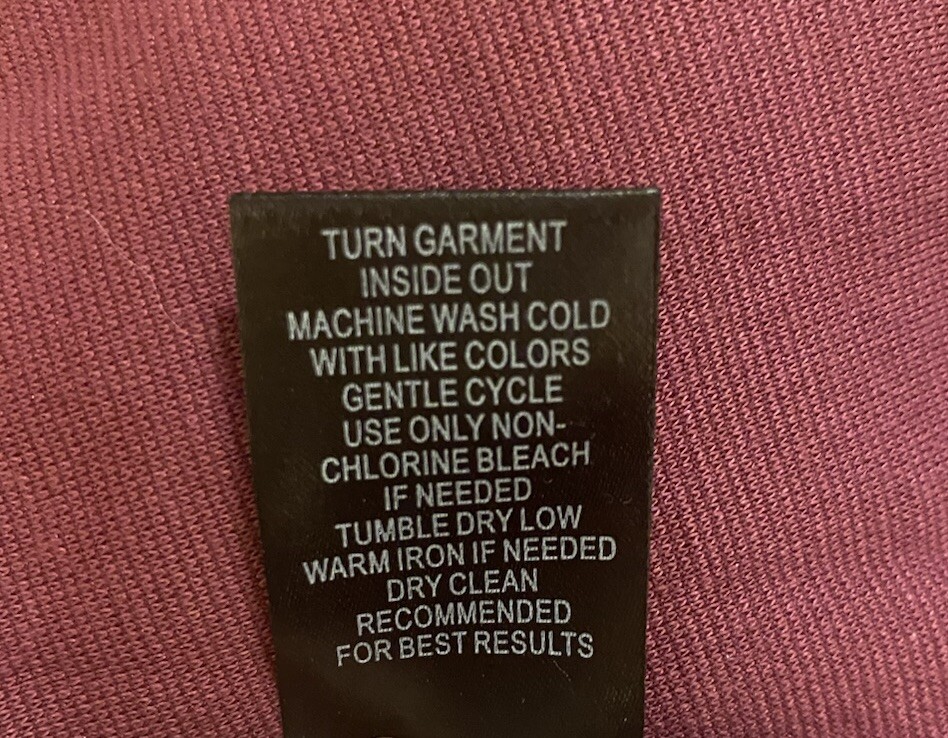 TURN GARMENT
INSIDE OUT
MACHINE WASH COLD
WITH LIKE COLORS
GENTLE CYCLE
USE ONLY NON-
CHLORINE BLEACH
IF NEEDED
TUMBLE DRY LOW
WARM IRON IF NEEDED
DRY CLEAN
RECOMMENDED
FOR BEST RESULTS